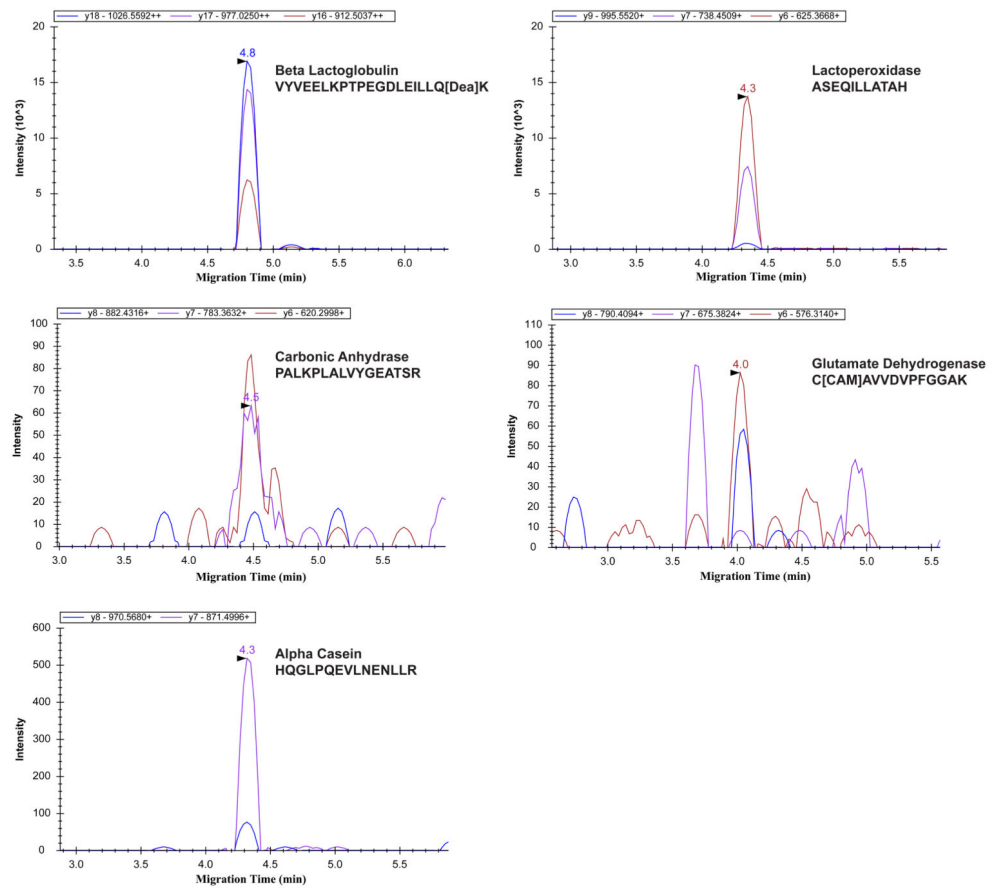 y18 - 1026.5592++ y17 - 977.0250++ y16 - 912.5037++
20
15
10
5
0
Intensity (10^3)
4.8
Beta Lactoglobulin
VYVEELKPTPEGDLEILLQ[Dea]K
3.5 4.0 4.5 5.0 5.5 6.0
Migration Time (min)
y9 - 995.5520+ y7 - 738.4509+ y6 - 625.3668+
20
15
10
5
0
Intensity (10^3)
4.3
Lactoperoxidase
ASEQILLATAH
3.0 3.5 4.0 4.5 5.0 5.5
Migration Time (min)
y8 - 882.4316+ y7 - 783.3632+ y6 - 620.2998+
100
90
80
70
60
50
40
30
20
10
0
Intensity
4.5
Carbonic Anhydrase
PALKPLALVYGEATSR
3.0 3.5 4.0 4.5 5.0 5.5
Migration Time (min)
y8 - 790.4094+ y7 - 675.3824+ y6 - 576.3140+
110
100
90
80
70
60
50
40
30
20
10
0
Intensity
4.0
Glutamate Dehydrogenase
C[CAM]AVVDVPFGGAK
3.0 3.5 4.0 4.5 5.0 5.5
Migration Time (min)
y8 - 970.5680+ y7 - 871.4996+
600
500
400
300
200
100
0
Intensity
4.3
Alpha Casein
HQGLPQEVLNENLLR
3.0 3.5 4.0 4.5 5.0 5.5
Migration Time (min)